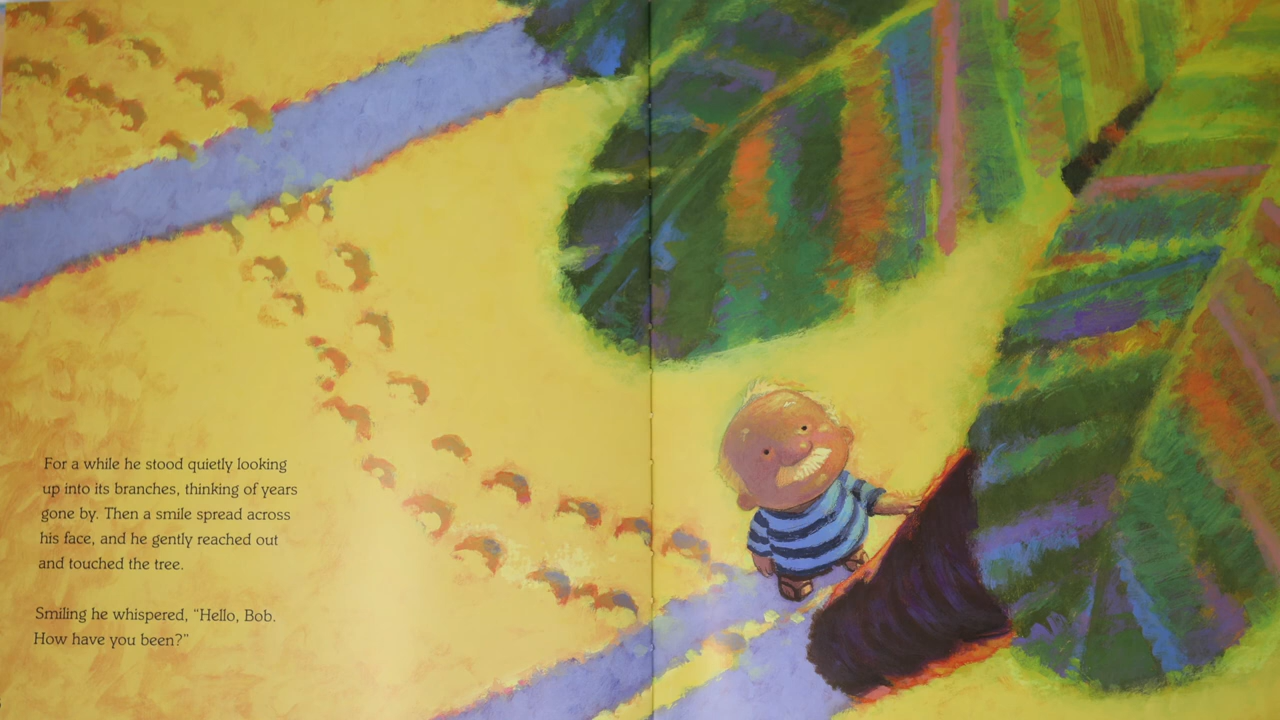 For a while he stood quietly looking
up into its branches, thinking of years
gone by. Then a smile spread across
his face, and he gently reached out
and touched the tree.
Smiling he whispered, “Hello, Bob.
How have you been?”